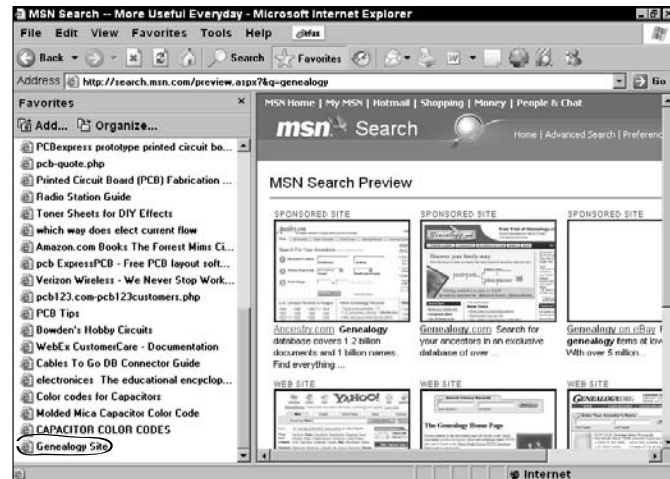 MSN Search -- More Useful Everyday - Microsoft Internet Explorer
File Edit View Favorites Tools Help
Back Search Favorites
Address http://search.msn.com/preview.aspx?&q=genealogy Go
Favorites ×
Add... Organize...
PCBexpress prototype printed circuit bo...
pcb-quote.php
Printed Circuit Board (PCB) Fabrication ...
Radio Station Guide
Toner Sheets for DIY Effects
which way does elect current flow
Amazon.com Books The Forest Mims Ci...
pcb ExpressPCB - Free PCB layout soft...
Verizon Wireless - We Never Stop Work...
pcb123.com-pcb123customers.php
PCB Tips
Bowden's Hobby Circuits
WebEx CustomerCare - Documentation
Cables To Go DB Connector Guide
electronices The educational encyclop...
Color codes for Capacitors
Molded Mica Capacitor Color Code
CAPACITOR COLOR CODES
Genealogy Site
MSN Home | My MSN | Hotmail | Shopping | Money | People & Chat
msn Search
Home | Advanced Search | Preferenc
MSN Search Preview
SPONSORED SITE SPONSORED SITE SPONSORED SITE
Ancestry.com Genealogy
database covers 1.2 billion
documents and 1 billion names.
Find everything ...
Genealogy.com Search for
your ancestors in an exclusive
database of over ...
Genealogy on eBay
genealogy items at low
With over 5 million...
WEB SITE WEB SITE WEB SITE
YAHOO!
The Genealogy Home Page
Internet